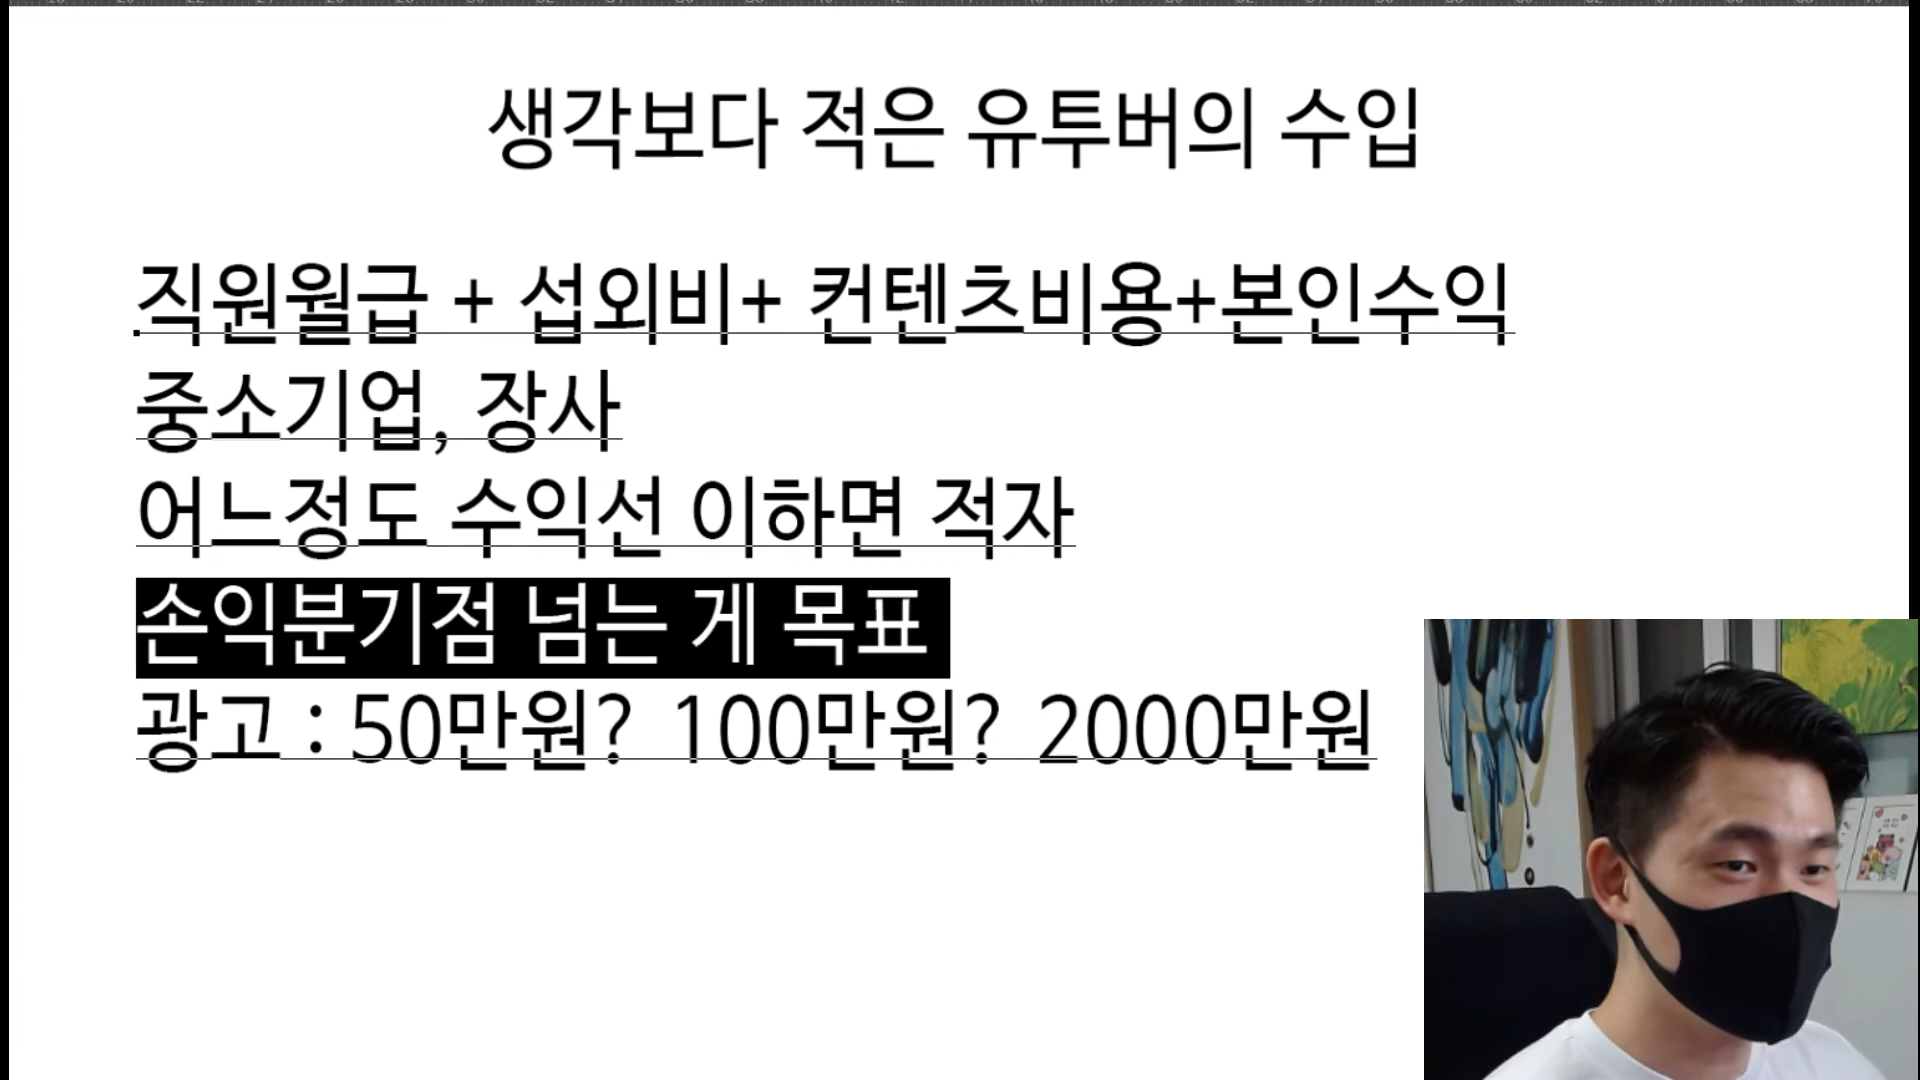 생각보다 적은 유투버의 수입
직원월급 + 섭외비+ 컨텐츠비용+본인수익
중소기업, 장사
어느정도 수익선 이하면 적자
손익분기점 넘는 게 목표
광고 : 50만원? 100만원? 2000만원